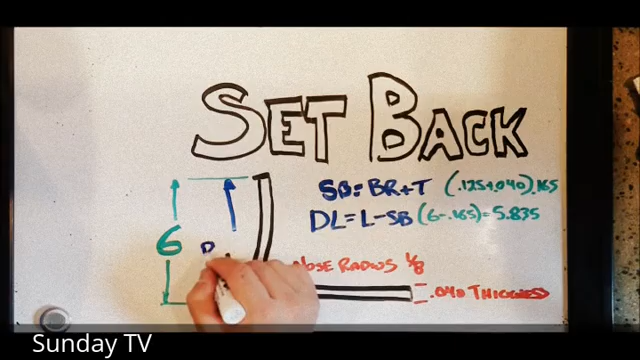 SET BACK
SB= BR+T (.125+.040).165
DL=L-SB (6-.165)=5.835
6
NOSE RADIUS 1/8
.040 THICKNESS
Sunday TV